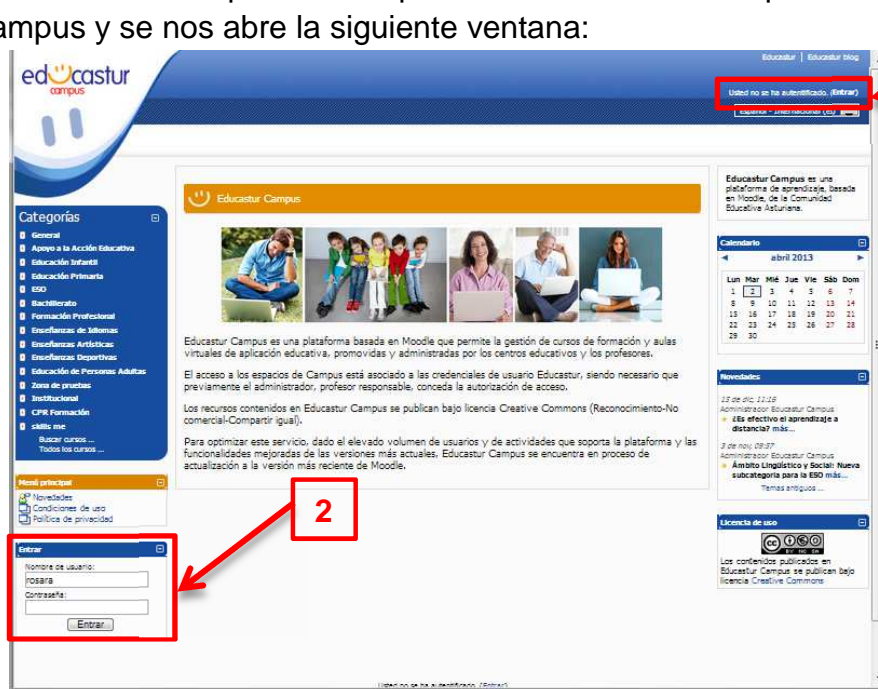 ampus y se nos abre la siguiente ventana:
educastur
campus
Educastur | Educastur blog
Usted no se ha autentificado. (Entrar)
Español - Internacional (es)
Categorías
General
Apoyo a la Acción Educativa
Educación Infantil
Educación Primaria
ESO
Bachillerato
Formación Profesional
Enseñanzas de Idiomas
Enseñanzas Artísticas
Enseñanzas Deportivas
Educación de Personas Adultas
Zona de pruebas
Institucional
CPR Formación
skills me
Buscar cursos ...
Todos los cursos ...
Menú principal
Novedades
Condiciones de uso
Política de privacidad
Entrar
Nombre de usuario:
rosara
Contraseña:
Entrar
Educastur Campus
Educastur Campus es una plataforma basada en Moodle que permite la gestión de cursos de formación y aulas
virtuales de aplicación educativa, promovidas y administradas por los centros educativos y los profesores.
El acceso a los espacios de Campus está asociado a las credenciales de usuario Educastur, siendo necesario que
previamente el administrador, profesor responsable, conceda la autorización de acceso.
Los recursos contenidos en Educastur Campus se publican bajo licencia Creative Commons (Reconocimiento-No
comercial-Compartir igual).
Para optimizar este servicio, dado el elevado volumen de usuarios y de actividades que soporta la plataforma y las
funcionalidades mejoradas de las versiones más actuales, Educastur Campus se encuentra en proceso de
actualización a la versión más reciente de Moodle.
2
Educastur Campus es una
plataforma de aprendizaje, basada
en Moodle, de la Comunidad
Educativa Asturiana.
Calendario
abril 2013
Lun Mar Mié Jue Vie Sáb Dom
1 2 3 4 5 6 7
8 9 10 11 12 13 14
15 16 17 18 19 20 21
22 23 24 25 26 27 28
29 30
Novedades
13 de dic, 11:16
Administrador Educastur Campus
¿Es efectivo el aprendizaje a
distancia? más...
3 de nov, 09:57
Administrador Educastur Campus
Ámbito Lingüístico y Social: Nueva
subcategoría para la ESO más...
Temas antiguos ...
Licencia de uso
cc
BY NC SA
Los contenidos publicados en
Educastur Campus se publican bajo
licencia Creative Commons
Usted no se ha autentificado. (Entrar)